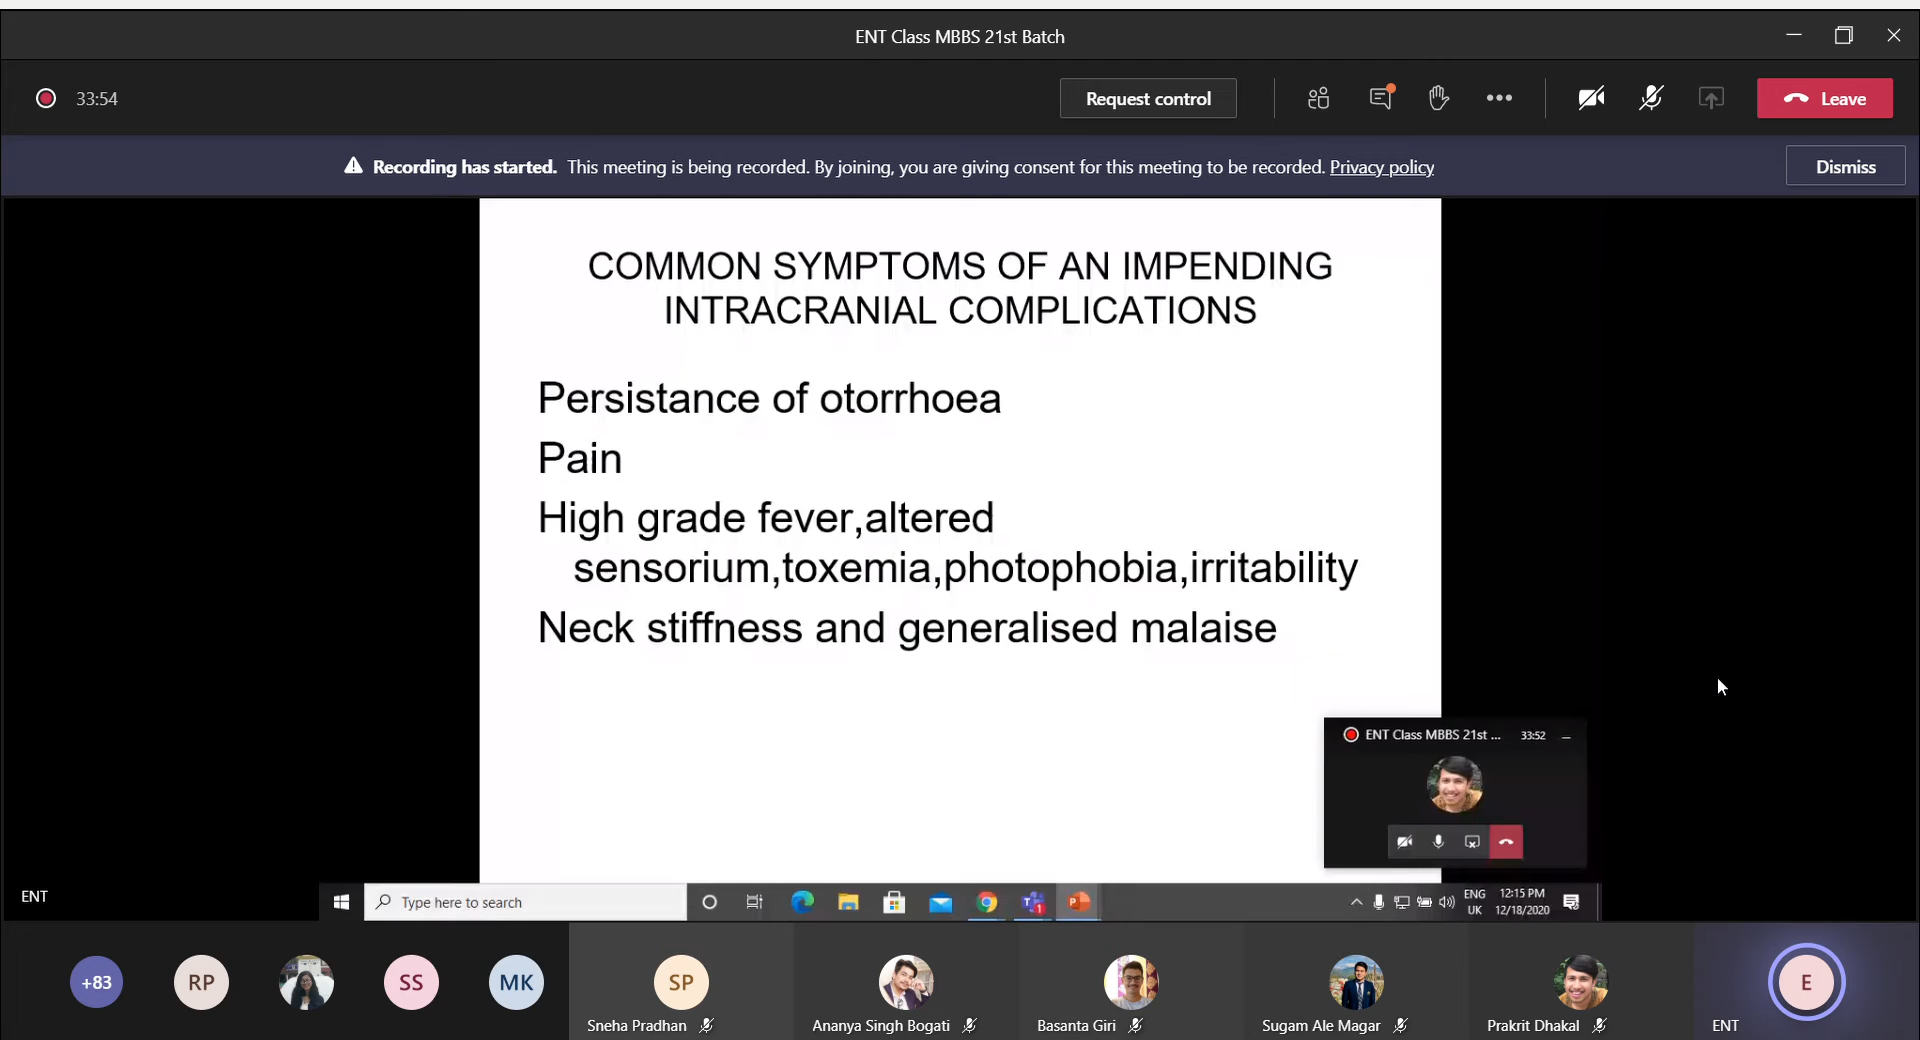 ENT Class MBBS 21st Batch
33:54
Request control
Leave
Recording has started. This meeting is being recorded. By joining, you are giving consent for this meeting to be recorded. Privacy policy
Dismiss
COMMON SYMPTOMS OF AN IMPENDING
INTRACRANIAL COMPLICATIONS
Persistance of otorrhoea
Pain
High grade fever,altered
sensorium,toxemia,photophobia,irritability
Neck stiffness and generalised malaise
ENT Class MBBS 21st ... 33:52
ENT
Type here to search
ENG
UK
12:15 PM
12/18/2020
+83
RP
SS
MK
SP
E
Sneha Pradhan
Ananya Singh Bogati
Basanta Giri
Sugam Ale Magar
Prakrit Dhakal
ENT